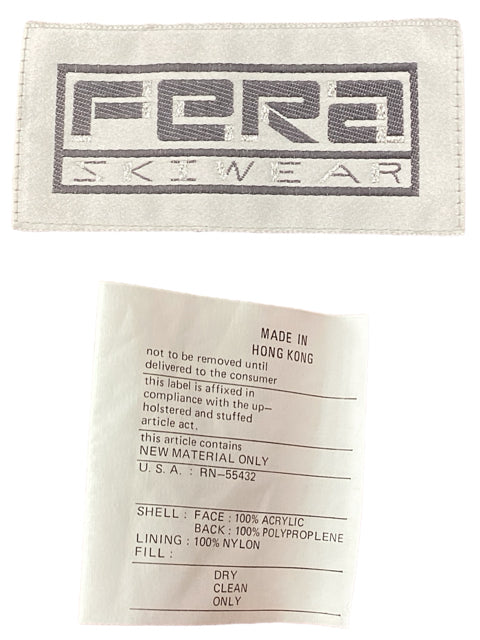 FERA
SKIWEAR
MADE IN
HONG KONG
not to be removed until
delivered to the consumer
this label is affixed in
compliance with the up—
holstered and stuffed
article act.
this article contains
NEW MATERIAL ONLY
U. S. A. : RN—55432
SHELL : FACE : 100% ACRYLIC
BACK : 100% POLYPROPLENE
LINING : 100% NYLON
FILL :
DRY
CLEAN
ONLY